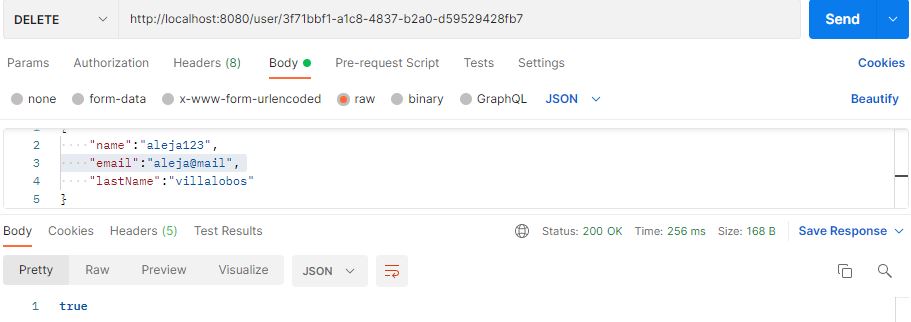 DELETE http://localhost:8080/user/3f71bbf1-a1c8-4837-b2a0-d59529428fb7 Send
Params Authorization Headers (8) Body Pre-request Script Tests Settings Cookies
none form-data x-www-form-urlencoded raw binary GraphQL JSON Beautify
1 {
2 "name":"aleja123",
3 "email":"aleja@mail",
4 "lastName":"villalobos"
5 }
Body Cookies Headers (5) Test Results Status: 200 OK Time: 256 ms Size: 168 B Save Response
Pretty Raw Preview Visualize JSON
1 true